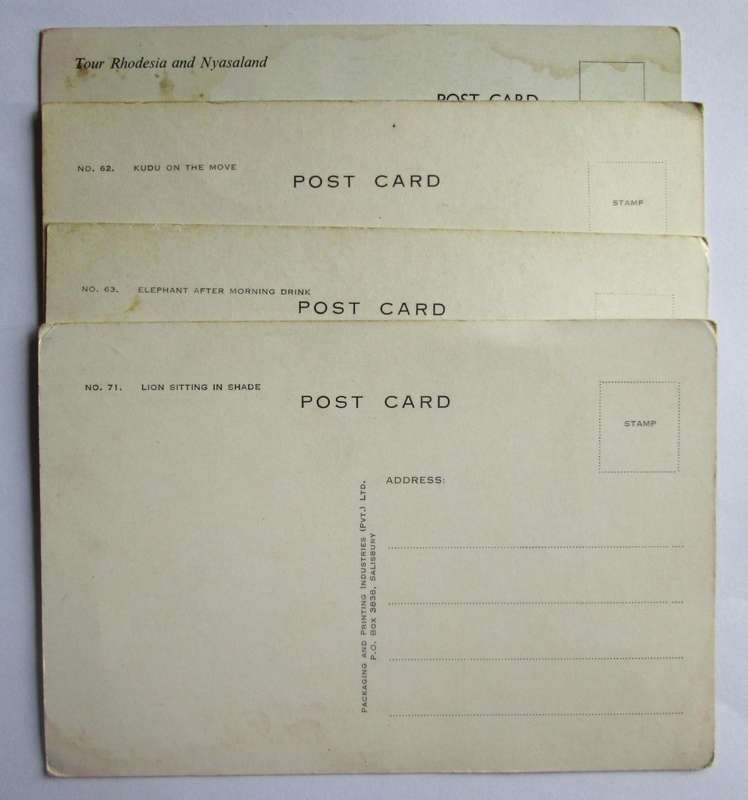 Tour Rhodesia and Nyasaland
POST CARD
NO. 62. KUDU ON THE MOVE
POST CARD
STAMP
NO. 63. ELEPHANT AFTER MORNING DRINK
POST CARD
NO. 71. LION SITTING IN SHADE
POST CARD
STAMP
ADDRESS:
PACKAGING AND PRINTING INDUSTRIES (PVT.) LTD.
P.O. BOX 3838, SALISBURY